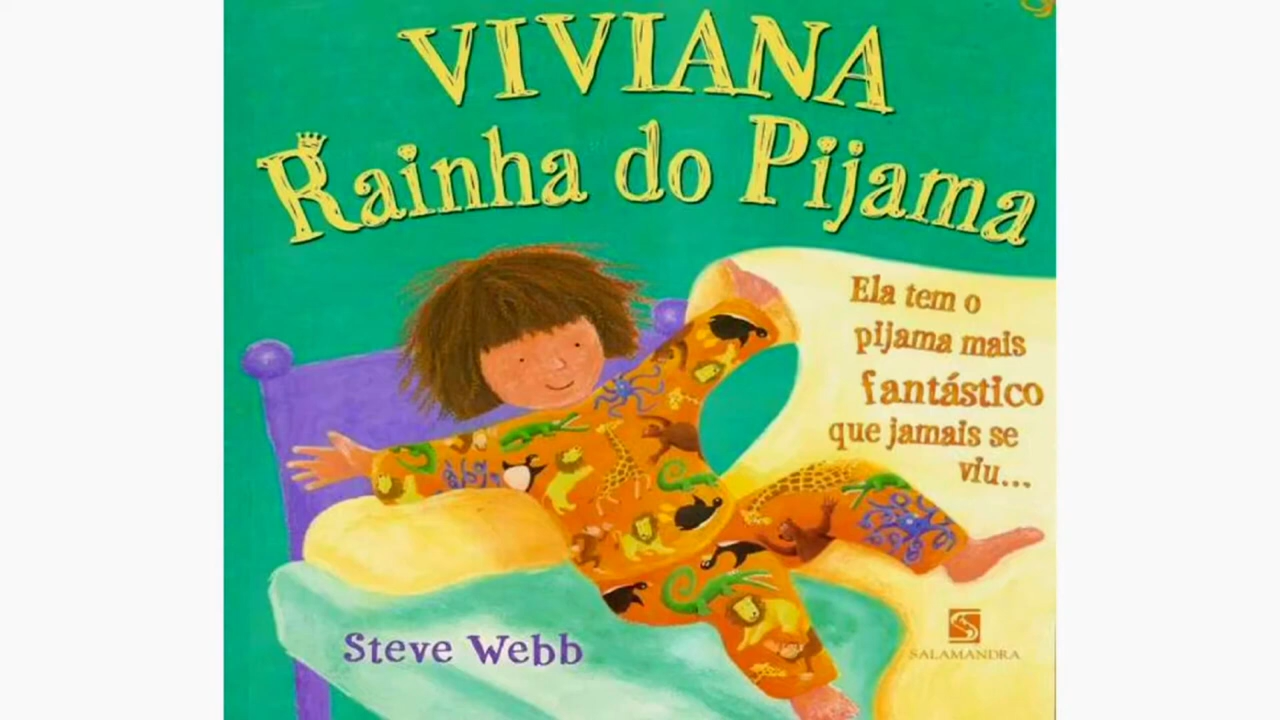 VIVIANA
Rainha do Pijama
Ela tem o
pijama mais
fantástico
que jamais se
viu...
Steve Webb
SALAMANDRA